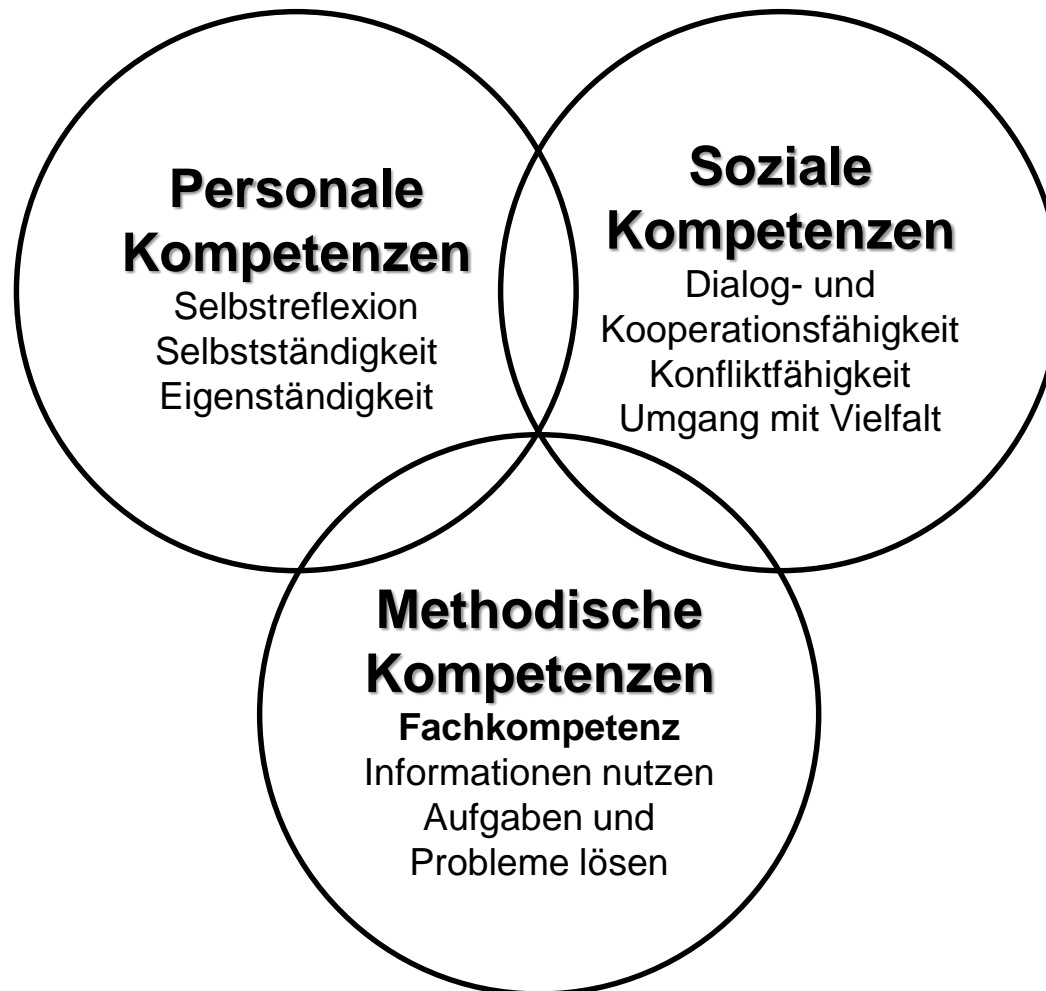 Personale
Kompetenzen
Selbstreflexion
Selbstständigkeit
Eigenständigkeit
Soziale
Kompetenzen
Dialog- und
Kooperationsfähigkeit
Konfliktfähigkeit
Umgang mit Vielfalt
Methodische
Kompetenzen
Fachkompetenz
Informationen nutzen
Aufgaben und
Probleme lösen